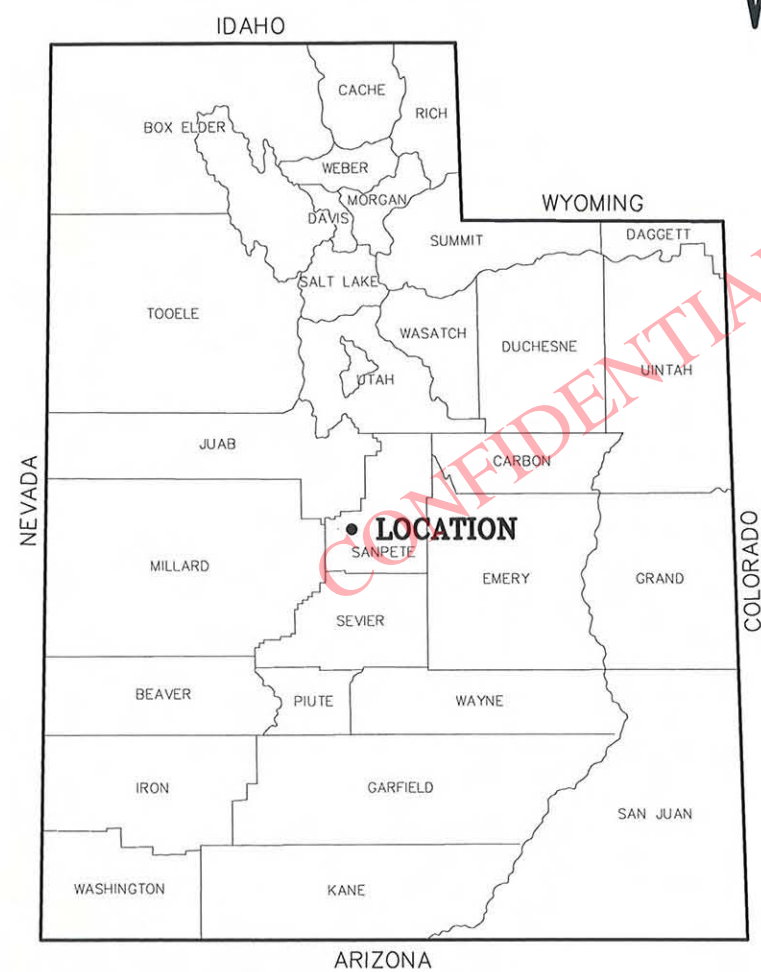 IDAHO
CACHE
RICH
BOX ELDER
WEBER
MORGAN
WYOMING
DAVIS
DAGGETT
SUMMIT
SALT LAKE
TOOELE
WASATCH
DUCHESNE
UINTAH
UTAH
JUAB
CARBON
NEVADA
LOCATION
SANPETE
MILLARD
EMERY
GRAND
COLORADO
SEVIER
BEAVER
PIUTE
WAYNE
IRON
GARFIELD
SAN JUAN
WASHINGTON
KANE
ARIZONA
CONFIDENTIAL